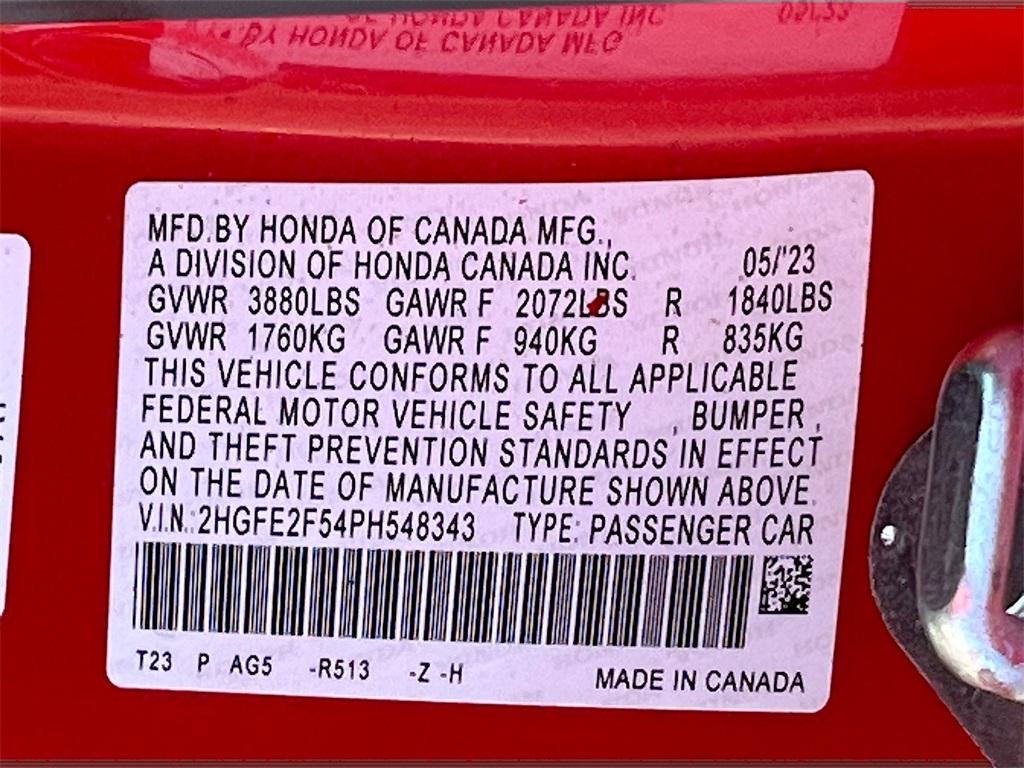 MFD.BY HONDA OF CANADA MFG.,
A DIVISION OF HONDA CANADA INC. 05/'23
GVWR 3880LBS GAWR F 2072LBS R 1840LBS
GVWR 1760KG GAWR F 940KG R 835KG
THIS VEHICLE CONFORMS TO ALL APPLICABLE
FEDERAL MOTOR VEHICLE SAFETY , BUMPER ,
AND THEFT PREVENTION STANDARDS IN EFFECT
ON THE DATE OF MANUFACTURE SHOWN ABOVE.
V.I.N.:2HGFE2F54PH548343 TYPE: PASSENGER CAR
T23 P AG5 -R513 -Z -H MADE IN CANADA